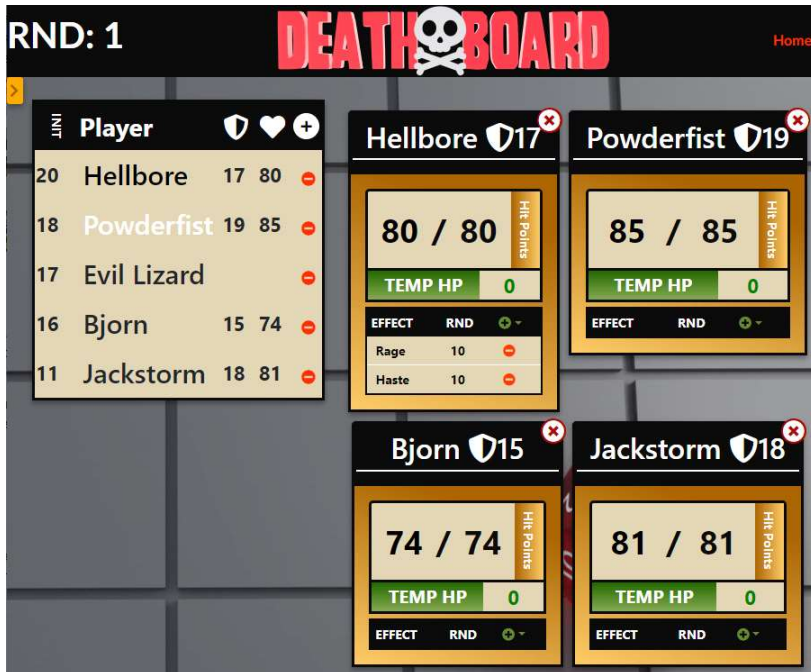 RND: 1
DEATH BOARD
Home
INIT Player
20 Hellbore 17 80
18 Powderfist 19 85
17 Evil Lizard
16 Bjorn 15 74
11 Jackstorm 18 81
Hellbore 17
80 / 80
Hit Points
TEMP HP 0
EFFECT RND
Rage 10
Haste 10
Powderfist 19
85 / 85
Hit Points
TEMP HP 0
EFFECT RND
Bjorn 15
74 / 74
Hit Points
TEMP HP 0
EFFECT RND
Jackstorm 18
81 / 81
Hit Points
TEMP HP 0
EFFECT RND